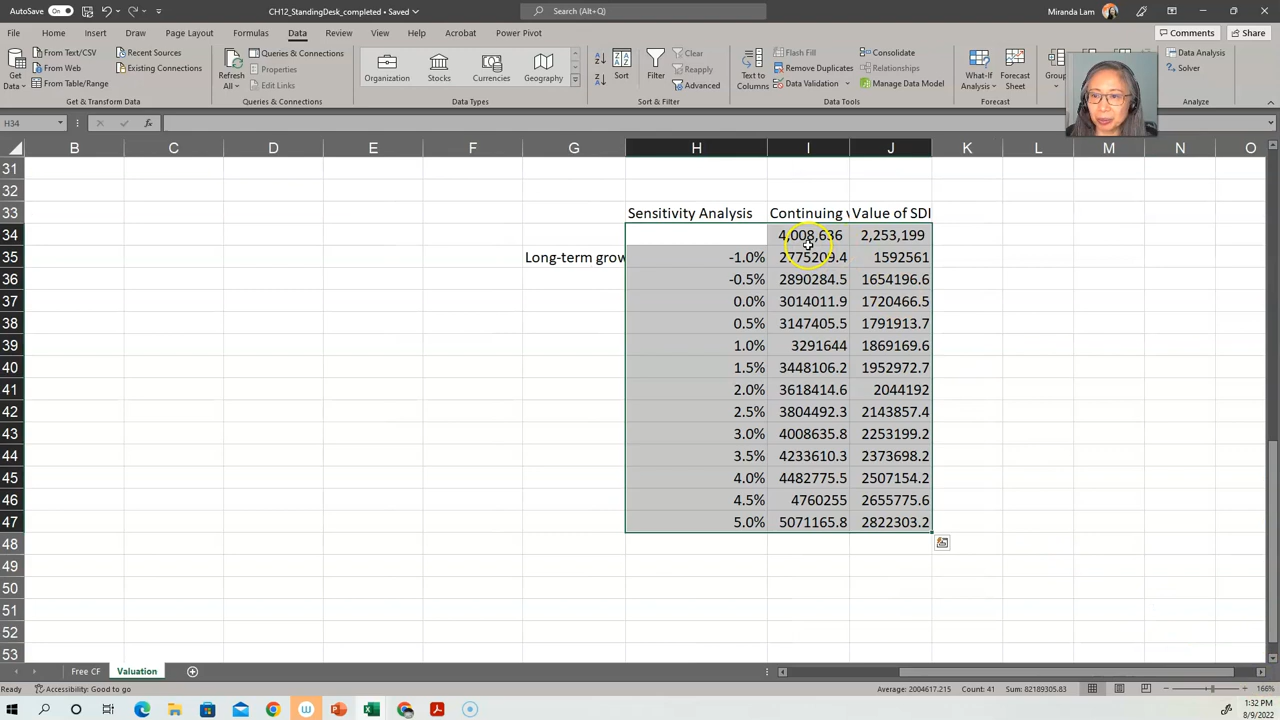 AutoSave On
CH12_StandingDesk_completed • Saved
Search (Alt+Q)
Miranda Lam
File Home Insert Draw Page Layout Formulas Data Review View Help Acrobat Power Pivot
Comments Share
Get Data
From Text/CSV
From Web
From Table/Range
Recent Sources
Existing Connections
Get & Transform Data
Refresh All
Queries & Connections
Properties
Edit Links
Queries & Connections
Organization Stocks Currencies Geography
Data Types
Sort
Filter
Clear
Reapply
Advanced
Sort & Filter
Text to Columns
Flash Fill
Remove Duplicates
Data Validation
Consolidate
Relationships
Manage Data Model
Data Tools
What-If Analysis
Forecast Sheet
Forecast
Data Analysis
Solver
Analyze
H34
fx
B C D E F G H I J K L M N O
31
32
33 Sensitivity Analysis Continuing Value of SDI
34 4,008,636 2,253,199
35 Long-term grow -1.0% 2775209.4 1592561
36 -0.5% 2890284.5 1654196.6
37 0.0% 3014011.9 1720466.5
38 0.5% 3147405.5 1791913.7
39 1.0% 3291644 1869169.6
40 1.5% 3448106.2 1952972.7
41 2.0% 3618414.6 2044192
42 2.5% 3804492.3 2143857.4
43 3.0% 4008635.8 2253199.2
44 3.5% 4233610.3 2373698.2
45 4.0% 4482775.5 2507154.2
46 4.5% 4760255 2655775.6
47 5.0% 5071165.8 2822303.2
48
49
50
51
52
53
Free CF Valuation
Ready Accessibility: Good to go
Average: 2004617.215 Count: 41 Sum: 82189305.83
166%
1:32 PM
8/9/2022